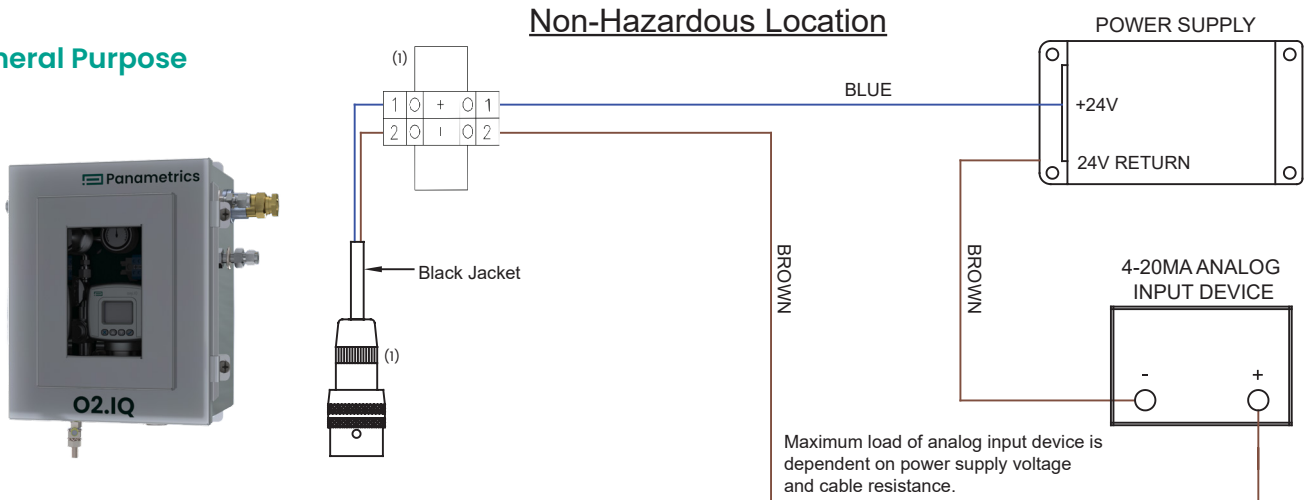 Non-Hazardous Location
neral Purpose
POWER SUPPLY
(1)
BLUE
1 + 1
2 - 2
+24V
24V RETURN
Panametrics
O2.IQ
Black Jacket
(1)
BROWN
BROWN
4-20MA ANALOG
INPUT DEVICE
- +
Maximum load of analog input device is
dependent on power supply voltage
and cable resistance.